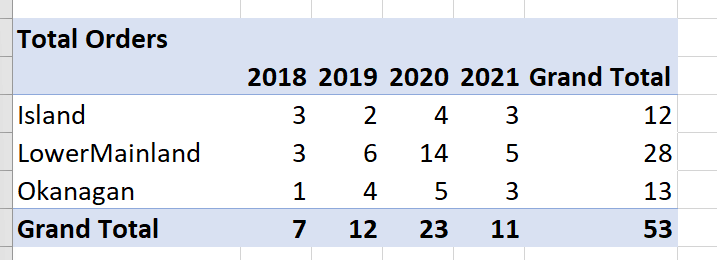 Total Orders
2018 2019 2020 2021 Grand Total
Island 3 2 4 3 12
LowerMainland 3 6 14 5 28
Okanagan 1 4 5 3 13
Grand Total 7 12 23 11 53